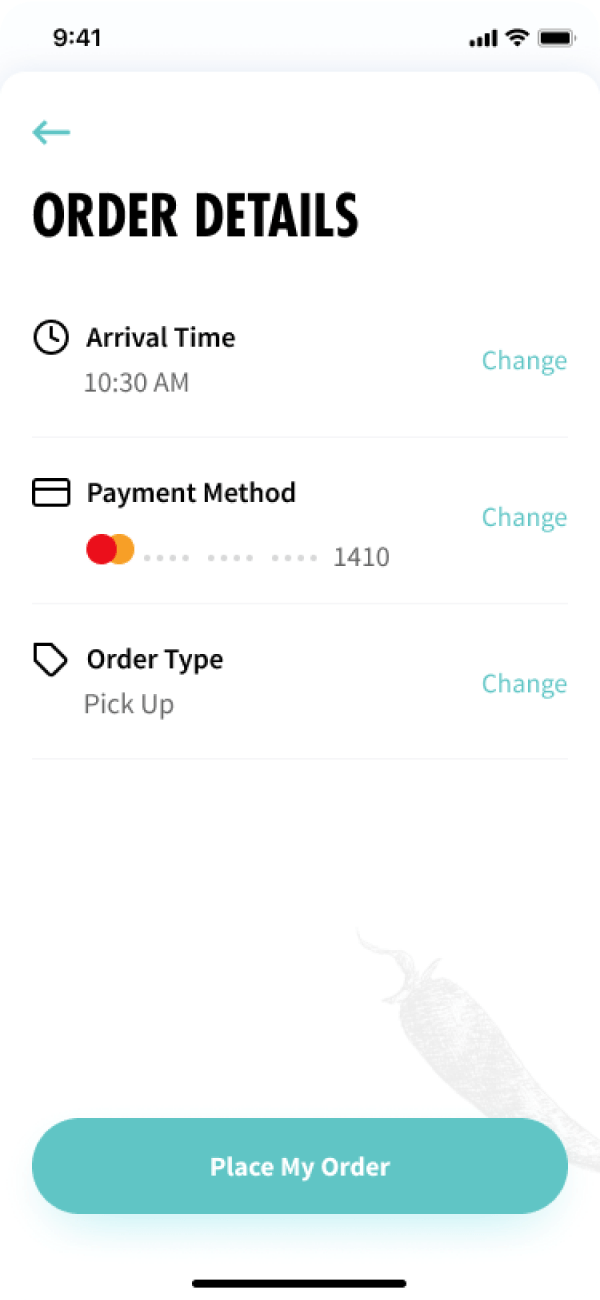 9:41
ORDER DETAILS
Arrival Time
10:30 AM
Change
Payment Method
.... .... .... 1410
Change
Order Type
Pick Up
Change
Place My Order